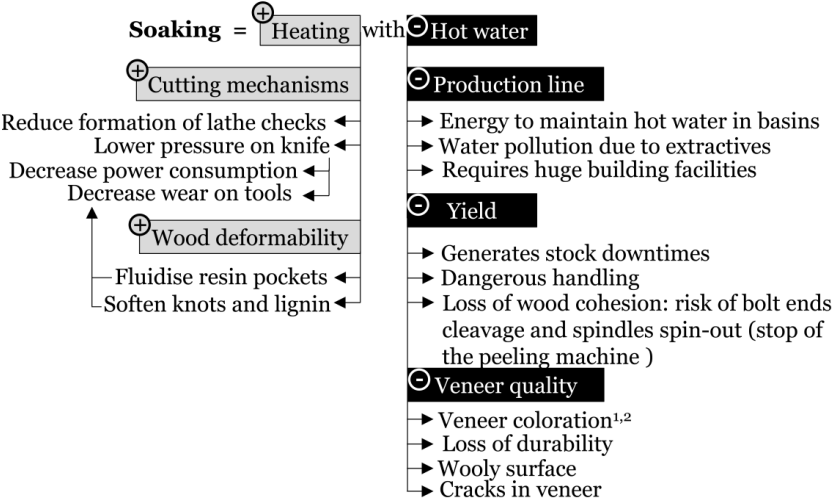 Soaking = + Heating with - Hot water
+ Cutting mechanisms
Reduce formation of lathe checks
Lower pressure on knife
Decrease power consumption
Decrease wear on tools
+ Wood deformability
Fluidise resin pockets
Soften knots and lignin
- Production line
Energy to maintain hot water in basins
Water pollution due to extractives
Requires huge building facilities
- Yield
Generates stock downtimes
Dangerous handling
Loss of wood cohesion: risk of bolt ends
cleavage and spindles spin-out (stop of
the peeling machine )
- Veneer quality
Veneer coloration¹,²
Loss of durability
Wooly surface
Cracks in veneer